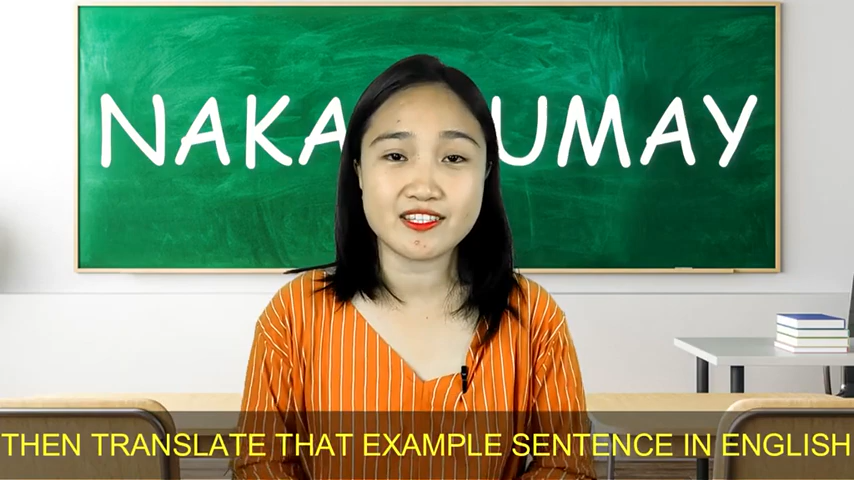 NAKA UMAY
THEN TRANSLATE THAT EXAMPLE SENTENCE IN ENGLISH